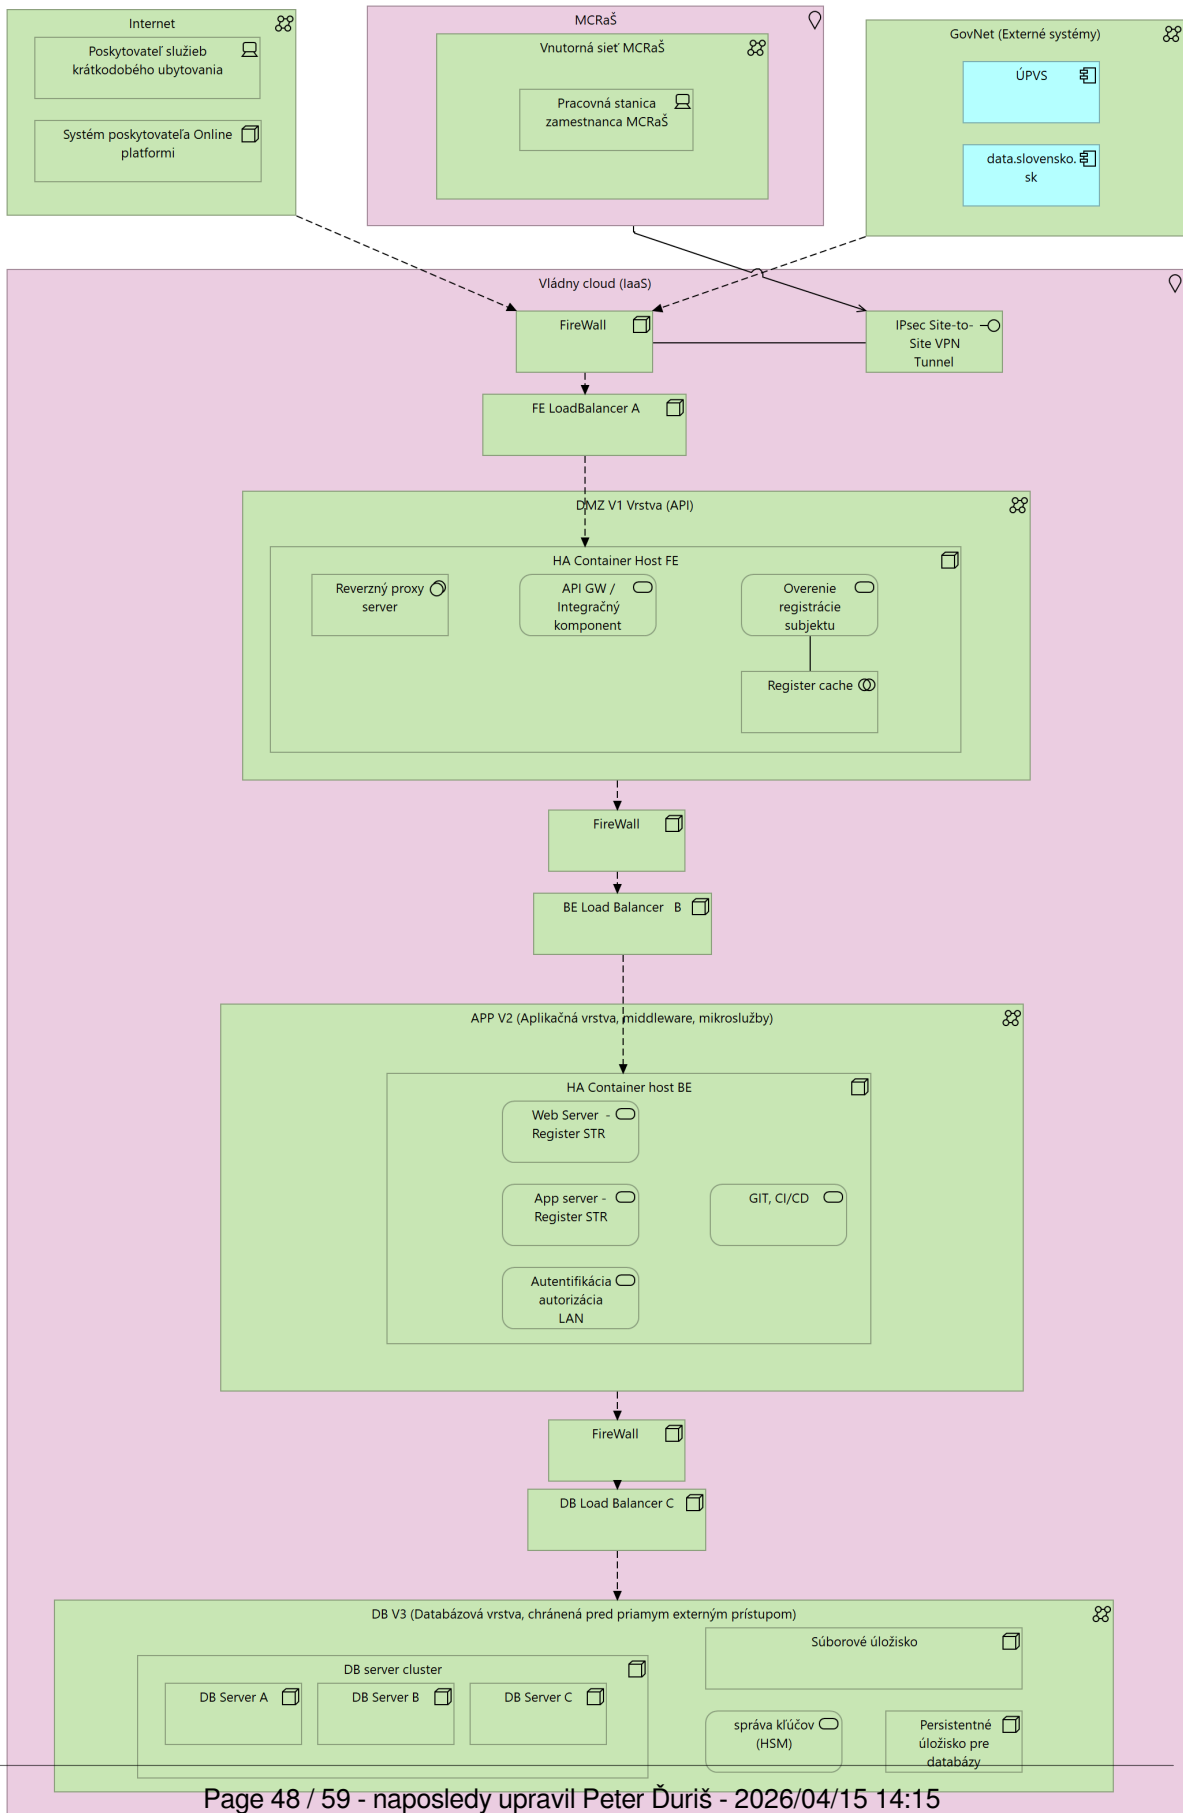 Internet
Poskytovateľ služieb
krátkodobého ubytovania
Systém poskytovateľa Online
platformi
MCRaŠ
Vnutorná sieť MCRaŠ
Pracovná stanica
zamestnanca MCRaŠ
GovNet (Externé systémy)
ÚPVS
data.slovensko.
sk
Vládny cloud (IaaS)
FireWall
IPsec Site-to-
Site VPN
Tunnel
FE LoadBalancer A
DMZ V1 Vrstva (API)
HA Container Host FE
Reverzný proxy
server
API GW /
Integračný
komponent
Overenie
registrácie
subjektu
Register cache
FireWall
BE Load Balancer   B
APP V2 (Aplikačná vrstva, middleware, mikroslužby)
HA Container host BE
Web Server  -
Register STR
App server -
Register STR
GIT, CI/CD
Autentifikácia
autorizácia
LAN
FireWall
DB Load Balancer C
DB V3 (Databázová vrstva, chránená pred priamym externým prístupom)
Súborové úložisko
DB server cluster
DB Server A
DB Server B
DB Server C
správa kľúčov
(HSM)
Persistentné
úložisko pre
databázy
Page 48 / 59 - naposledy upravil Peter Ďuriš - 2026/04/15 14:15